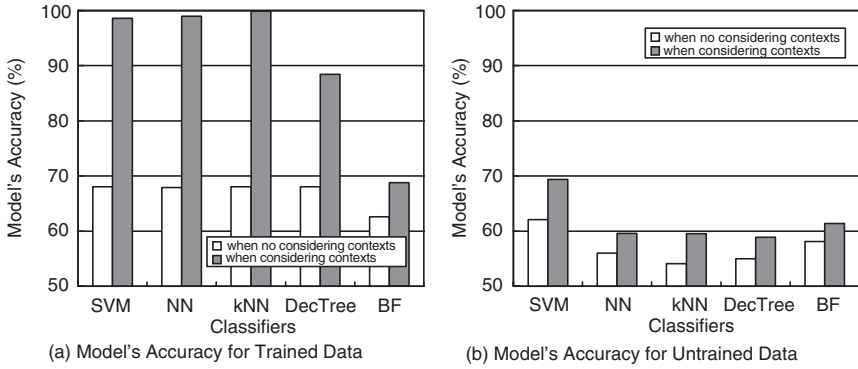 Model's Accuracy (%)
100
90
80
70
60
50
when no considering contexts
when considering contexts
SVM NN kNN DecTree BF
Classifiers
(a) Model's Accuracy for Trained Data
Model's Accuracy (%)
100
90
80
70
60
50
when no considering contexts
when considering contexts
SVM NN kNN DecTree BF
Classifiers
(b) Model's Accuracy for Untrained Data